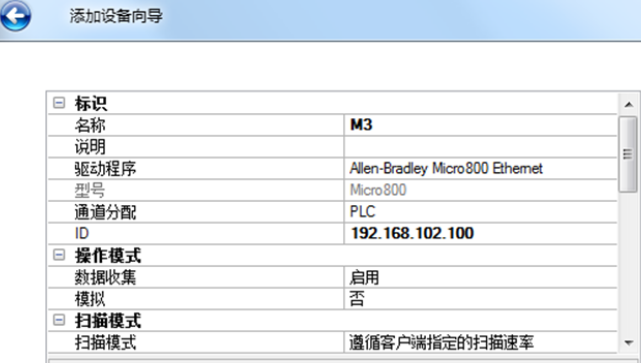 添加设备向导
标识
名称 M3
说明
驱动程序 Allen-Bradley Micro800 Ethernet
型号 Micro800
通道分配 PLC
ID 192.168.102.100
操作模式
数据收集 启用
模拟 否
扫描模式
扫描模式 遵循客户端指定的扫描速率